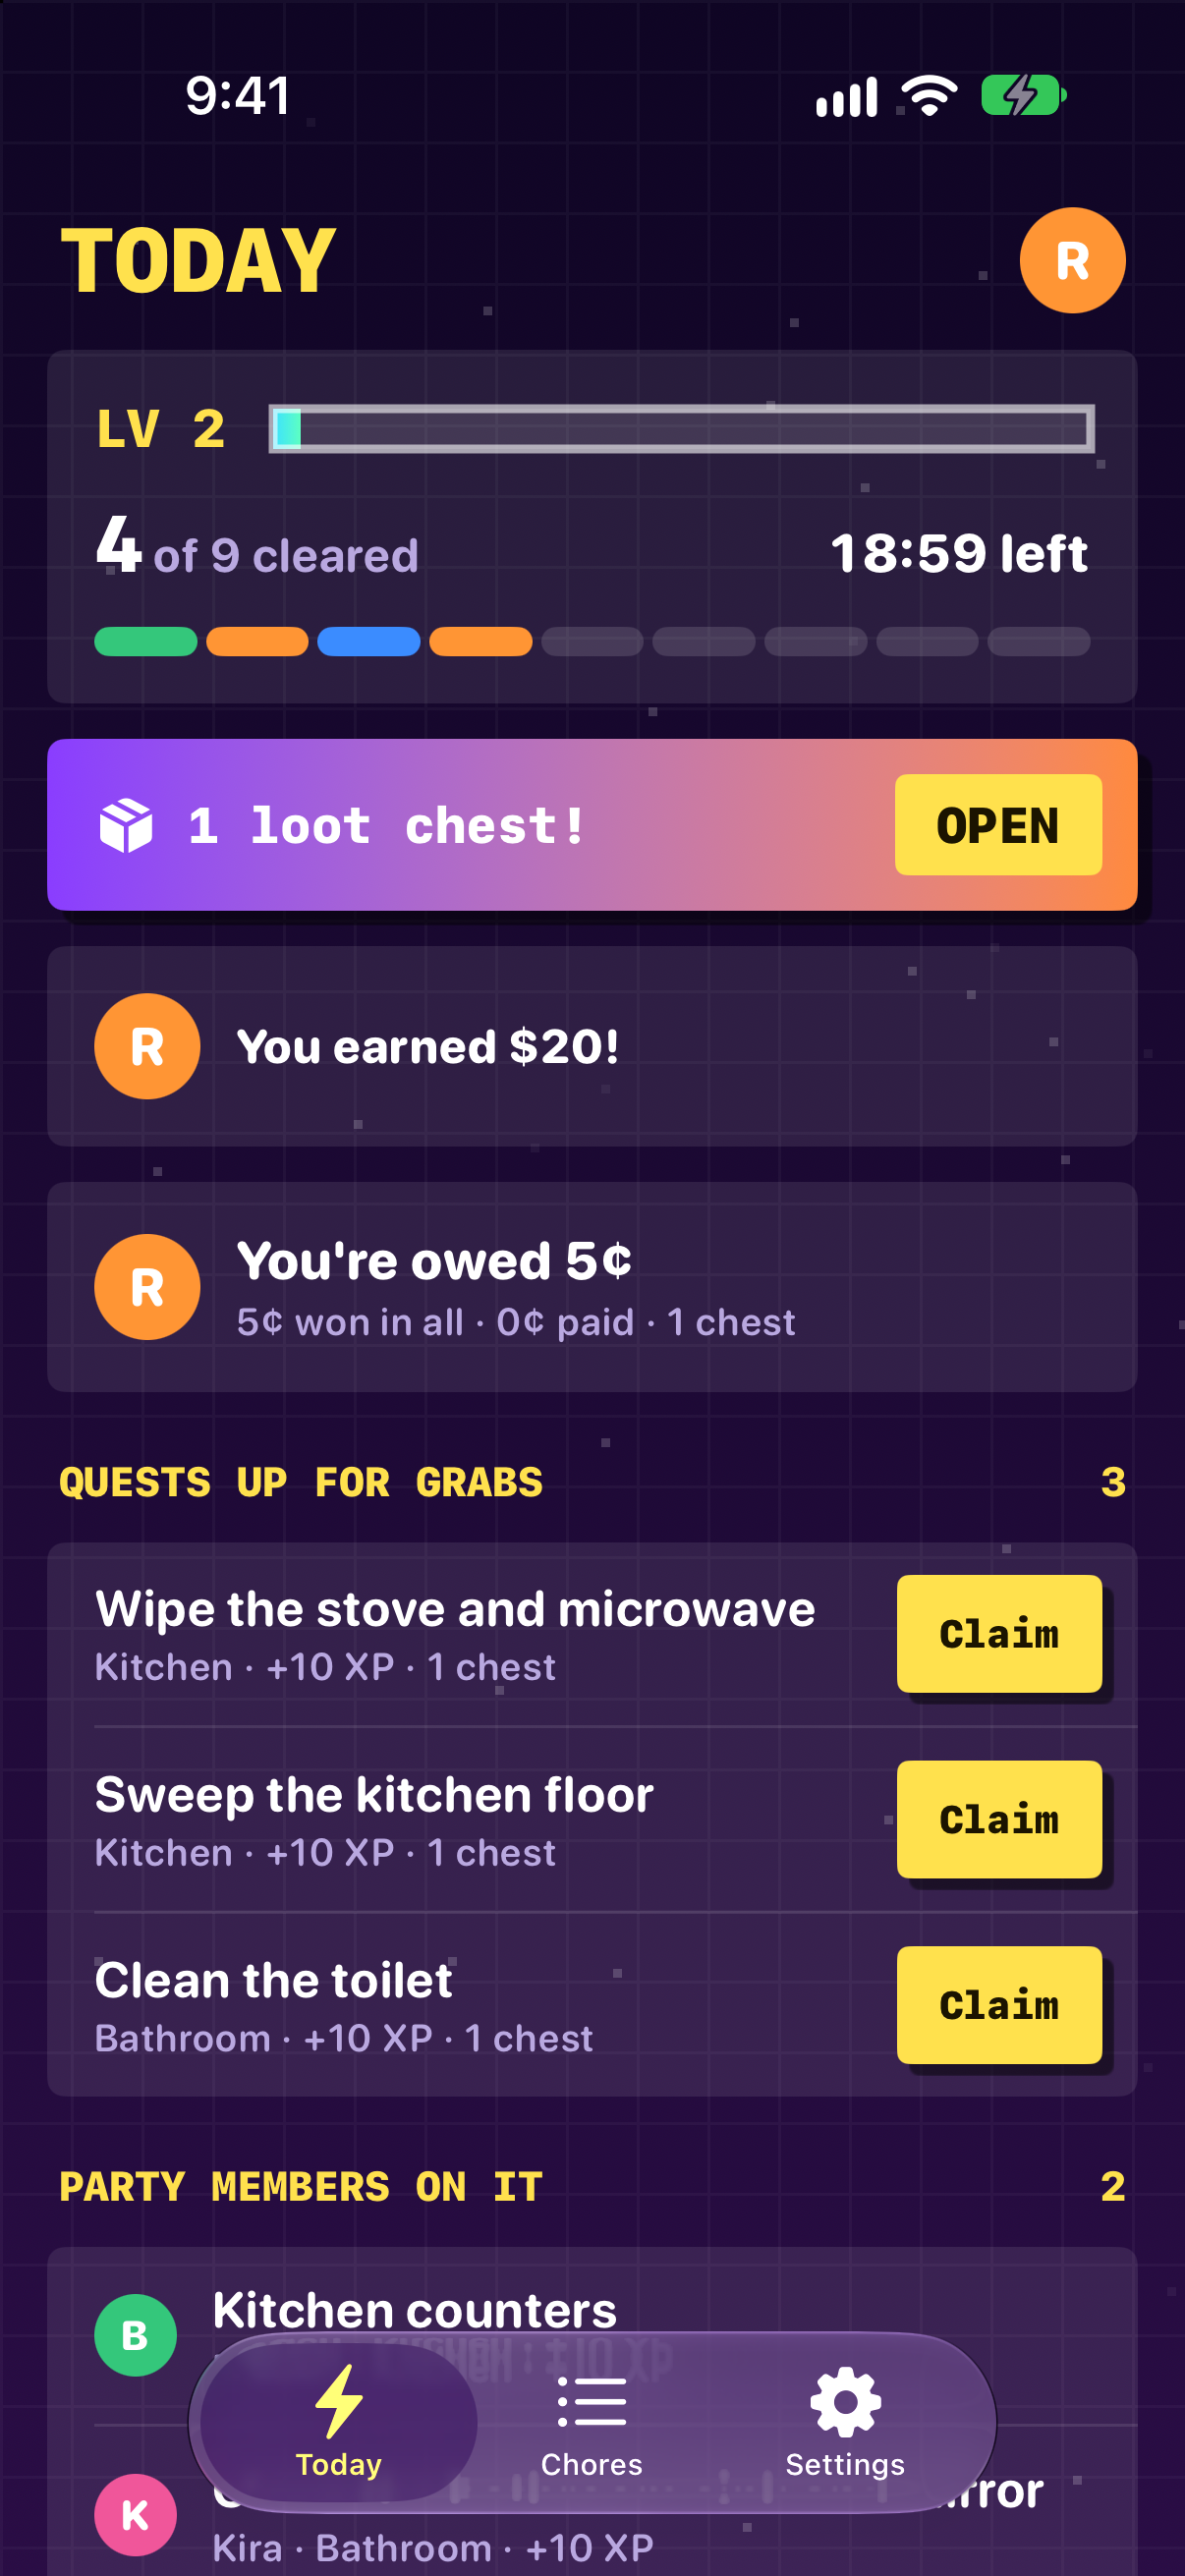 9:41
TODAY
R
LV 2
4 of 9 cleared
18:59 left
1 loot chest!
OPEN
R
You earned $20!
R
You're owed 5¢
5¢ won in all · 0¢ paid · 1 chest
QUESTS UP FOR GRABS
3
Wipe the stove and microwave
Kitchen · +10 XP · 1 chest
Claim
Sweep the kitchen floor
Kitchen · +10 XP · 1 chest
Claim
Clean the toilet
Bathroom · +10 XP · 1 chest
Claim
PARTY MEMBERS ON IT
2
B
Kitchen counters
Today
Chores
Settings
K
Kira · Bathroom · +10 XP